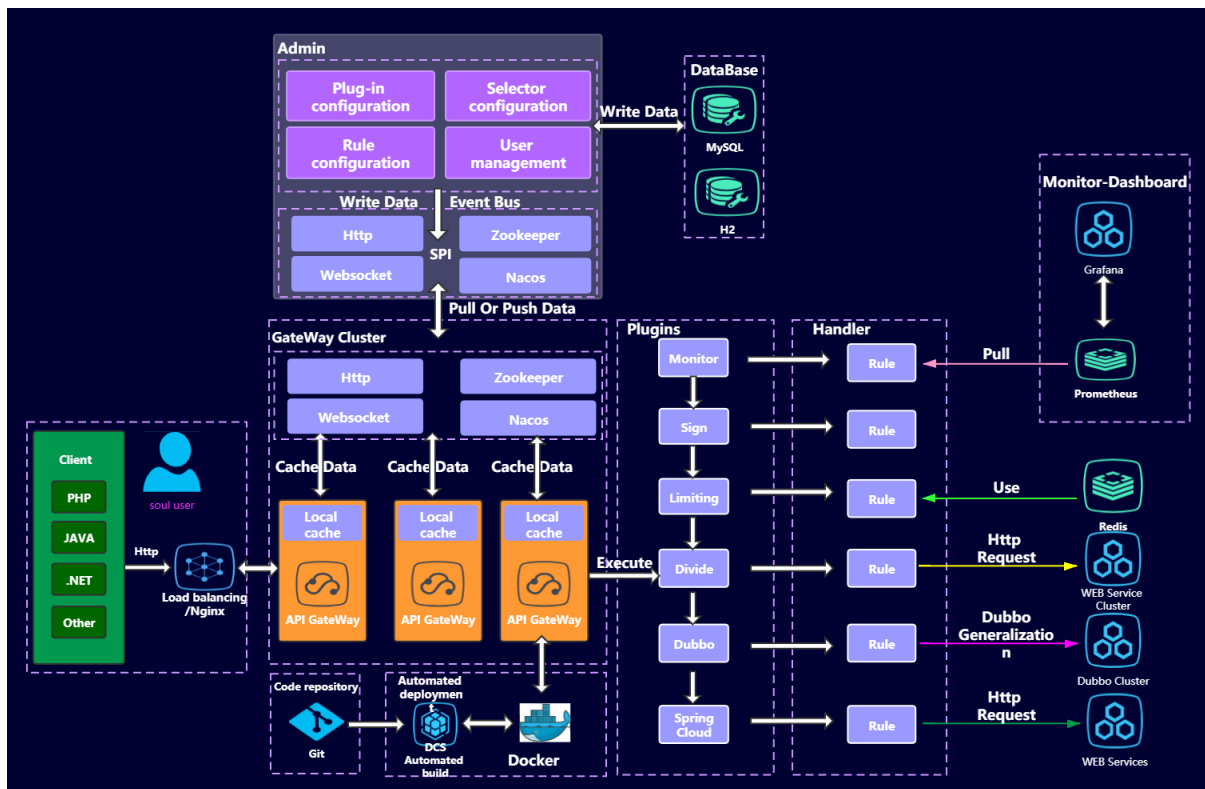 Admin
Plug-in
configuration
Selector
configuration
Rule
configuration
User
management
Write Data
Event Bus
Http
Zookeeper
SPI
Websocket
Nacos
Write Data
DataBase
MySQL
H2
Pull Or Push Data
GateWay Cluster
Http
Zookeeper
Websocket
Nacos
Cache Data
Cache Data
Cache Data
Local
cache
Local
cache
Local
cache
API GateWay
API GateWay
API GateWay
Client
PHP
JAVA
.NET
Other
soul user
Http
Load balancing
/Nginx
Code repository
Git
Automated
deploymen
t
DCS
Automated
build
Docker
Execute
Plugins
Monitor
Sign
Limiting
Divide
Dubbo
Spring
Cloud
Handler
Rule
Rule
Rule
Rule
Rule
Rule
Monitor-Dashboard
Grafana
Prometheus
Pull
Use
Redis
Http
Request
WEB Service
Cluster
Dubbo
Generalizatio
n
Dubbo Cluster
Http
Request
WEB Services